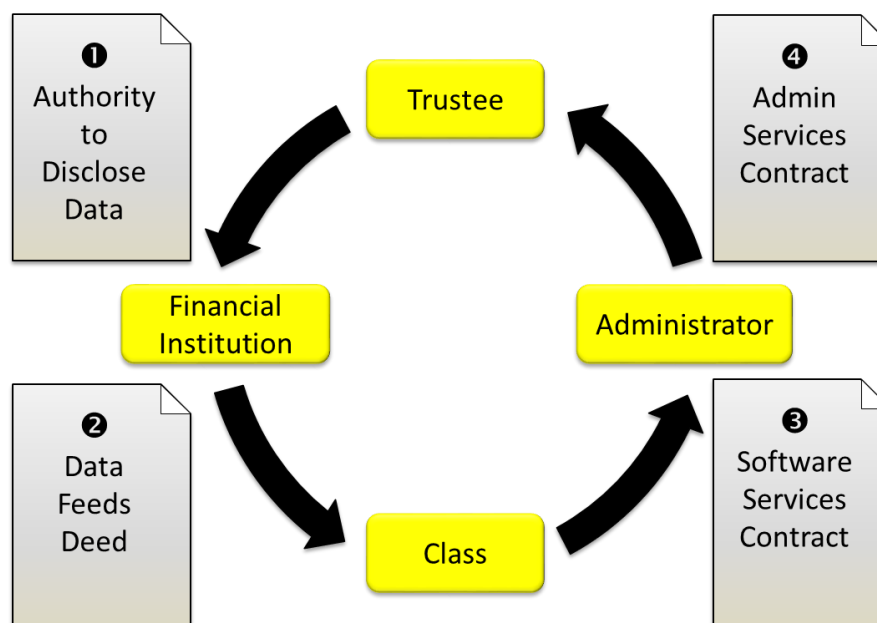 ❶
Authority
to
Disclose
Data
Trustee
❹
Admin
Services
Contract
Financial
Institution
Administrator
❷
Data
Feeds
Deed
Class
❸
Software
Services
Contract